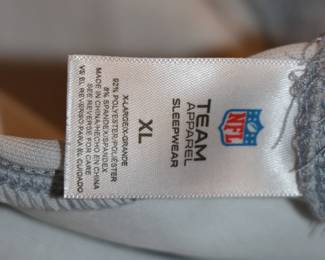 NFL
TEAM
APPAREL
SLEEPWEAR
XL
X-LARGE/X-GRANDE
92% POLYESTER/POLIÉSTER
8% SPANDEX/SPANDEX
MADE IN CHINA/HECHO EN CHINA
SEE REVERSE FOR CARE
VE EL REVERSO PARA EL CUIDADO